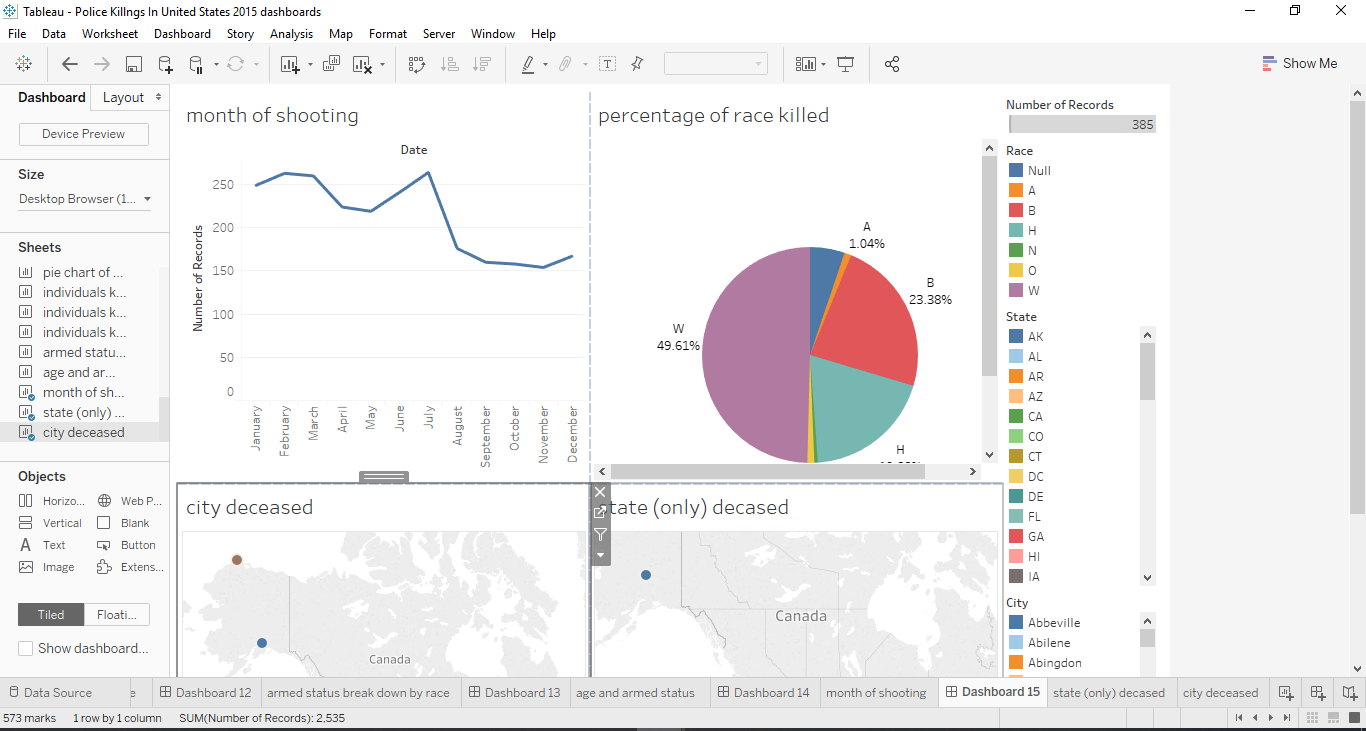 Tableau - Police Killngs In United States 2015 dashboards
File Data Worksheet Dashboard Story Analysis Map Format Server Window Help
Show Me
Dashboard Layout
Device Preview
Size
Desktop Browser (1...
Sheets
pie chart of ...
individuals k...
individuals k...
individuals k...
armed statu...
age and ar...
month of sh...
state (only) ...
city deceased
Objects
Horizo... Web P...
Vertical Blank
Text Button
Image Extens...
Tiled Floati...
Show dashboard...
month of shooting
Date
Number of Records
250
200
150
100
50
0
January
February
March
April
May
June
July
August
September
October
November
December
percentage of race killed
A
1.04%
B
23.38%
W
49.61%
H
Number of Records
385
Race
Null
A
B
H
N
O
W
State
AK
AL
AR
AZ
CA
CO
CT
DC
DE
FL
GA
HI
IA
City
Abbeville
Abilene
Abingdon
city deceased
Canada
tate (only) decased
Canada
Data Source e Dashboard 12 armed status break down by race Dashboard 13 age and armed status Dashboard 14 month of shooting Dashboard 15 state (only) decased city deceased
573 marks 1 row by 1 column SUM(Number of Records): 2,535